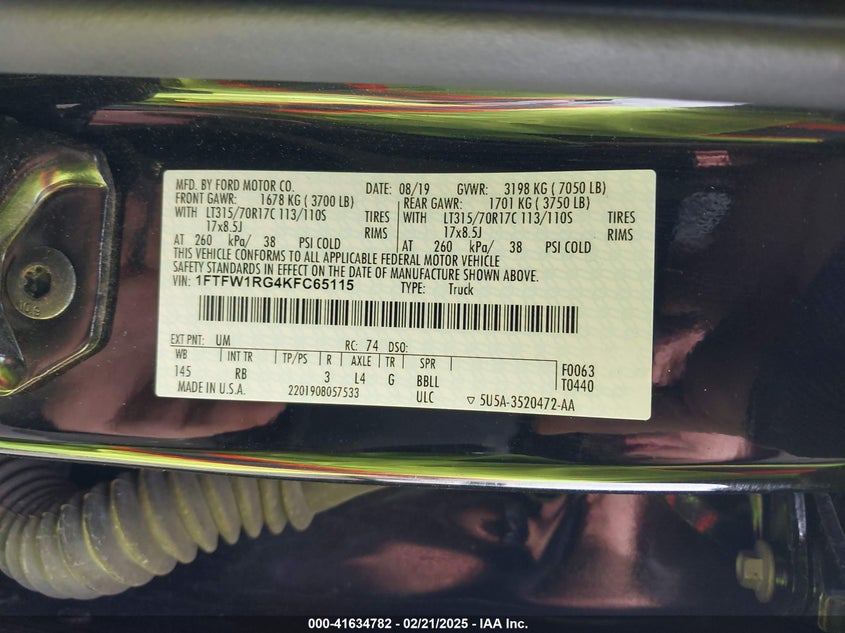 MFD. BY FORD MOTOR CO. DATE: 08/19 GVWR: 3198 KG ( 7050 LB)
FRONT GAWR: 1678 KG ( 3700 LB) REAR GAWR: 1701 KG ( 3750 LB)
WITH LT315/70R17C 113/110S TIRES WITH LT315/70R17C 113/110S TIRES
17x8.5J RIMS 17x8.5J RIMS
AT 260 kPa/ 38 PSI COLD AT 260 kPa/ 38 PSI COLD
THIS VEHICLE CONFORMS TO ALL APPLICABLE FEDERAL MOTOR VEHICLE
SAFETY STANDARDS IN EFFECT ON THE DATE OF MANUFACTURE SHOWN ABOVE.
VIN: 1FTFW1RG4KFC65115 TYPE: Truck
EXT PNT: UM RC: 74 DSO:
WB INT TR TP/PS R AXLE TR SPR F0063
145 RB 3 L4 G BBLL T0440
MADE IN U.S.A. 2201908057533 ULC ▽ 5U5A-3520472-AA
000-41634782 - 02/21/2025 - IAA Inc.